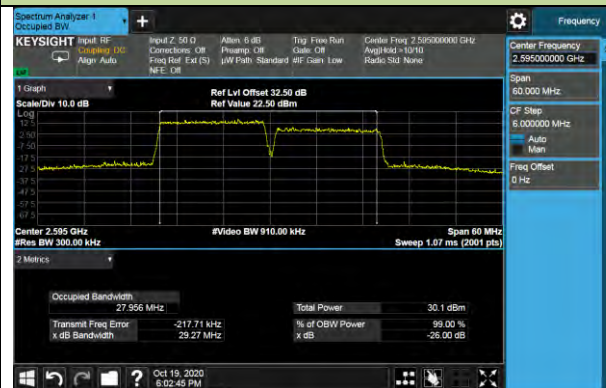 Spectrum Analyzer 1
Occupied BW
+
Frequency
KEYSIGHT
Input: RF
Coupling: DC
Align: Auto
Input Z: 50 Ω
Corrections: Off
Freq Ref: Ext (S)
NFE: Off
Atten: 6 dB
Preamp: Off
µW Path: Standard
Trig: Free Run
Gate: Off
#IF Gain: Low
Center Freq: 2.595000000 GHz
Avg|Hold:>10/10
Radio Std: None
Center Frequency
2.595000000 GHz
Span
60.000 MHz
CF Step
6.000000 MHz
Auto
Man
Freq Offset
0 Hz
1 Graph
Scale/Div 10.0 dB
Ref Lvl Offset 32.50 dB
Ref Value 22.50 dBm
Log
12.5
2.50
-7.50
-17.5
-27.5
-37.5
-47.5
-57.5
-67.5
Center 2.595 GHz
#Res BW 300.00 kHz
#Video BW 910.00 kHz
Span 60 MHz
Sweep 1.07 ms (2001 pts)
2 Metrics
Occupied Bandwidth
27.956 MHz
Total Power 30.1 dBm
Transmit Freq Error -217.71 kHz
% of OBW Power 99.00 %
x dB Bandwidth 29.27 MHz
x dB -26.00 dB
?
Oct 19, 2020
6:02:45 PM